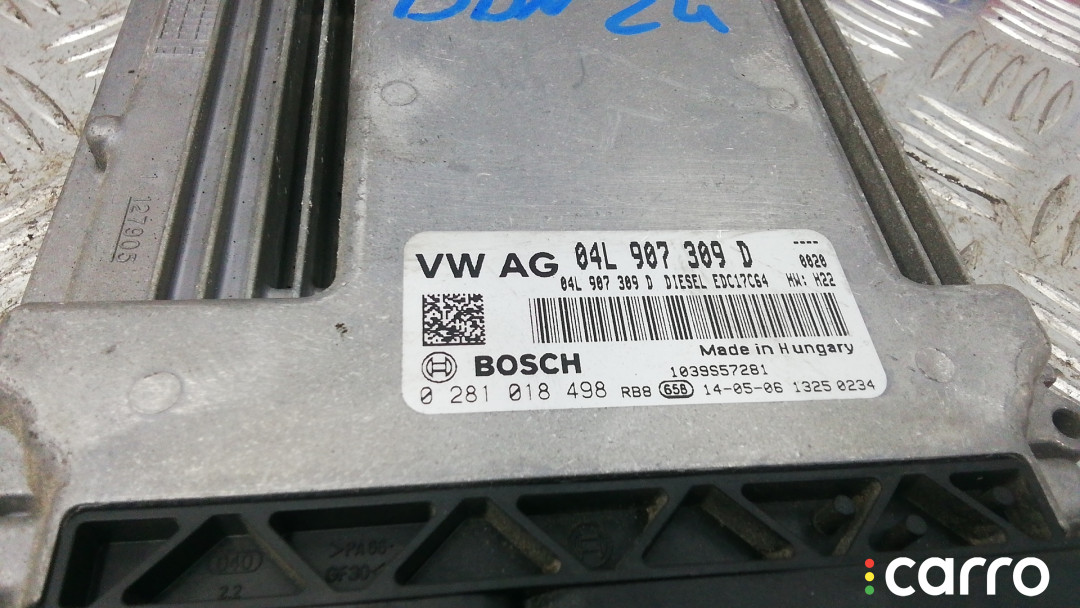 127905
VW AG 04L 907 309 D ----
0020
04L 907 309 D DIESEL EDC17C64 HW: H22
Made in Hungary
BOSCH
1039S57281
0 281 018 498 RB8 65B 14-05-06 1325 0234
>PA66-
GF30<
22
carro